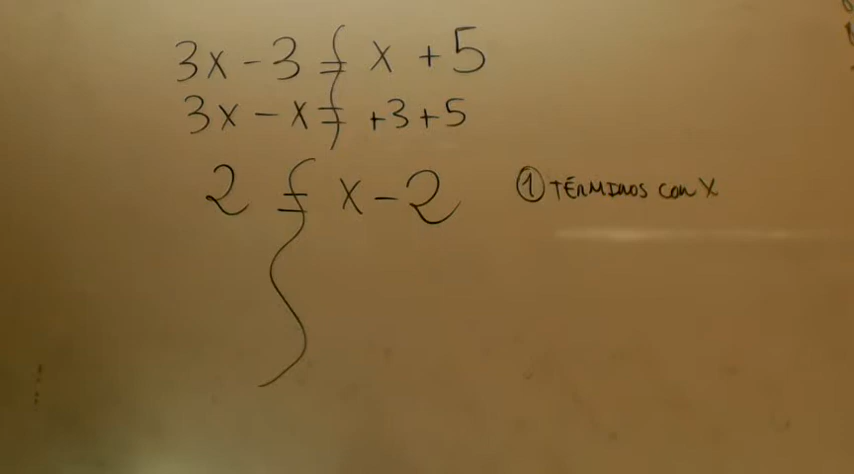 3x - 3 = x + 5
3x - x = +3 + 5
2 = x - 2
① TÉRMINOS CON X